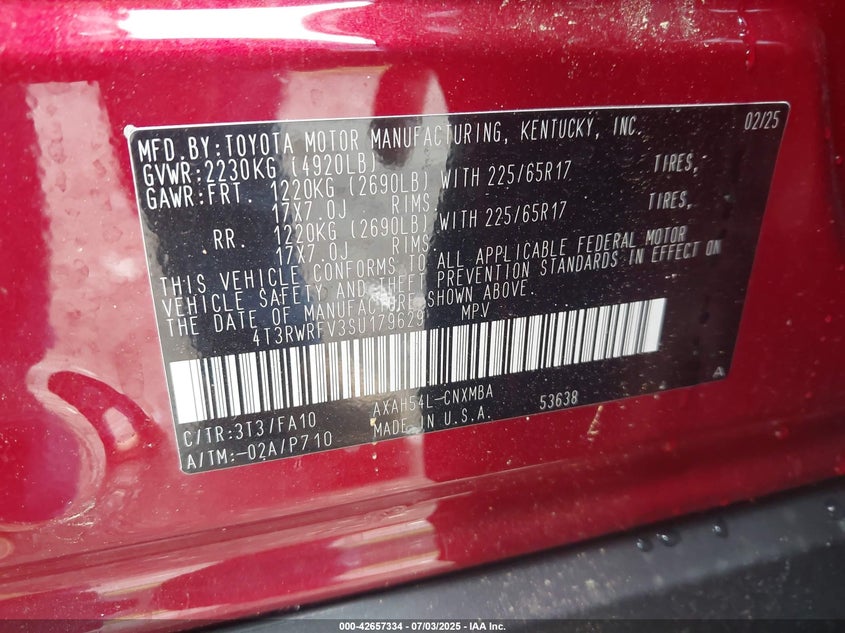 MFD.BY:TOYOTA MOTOR MANUFACTURING, KENTUCKY, INC. 02/25
GVWR:2230KG (4920LB)
GAWR:FRT. 1220KG (2690LB) WITH 225/65R17 TIRES,
17X7.0J RIMS,
RR. 1220KG (2690LB) WITH 225/65R17 TIRES,
17X7.0J RIMS
THIS VEHICLE CONFORMS TO ALL APPLICABLE FEDERAL MOTOR
VEHICLE SAFETY AND THEFT PREVENTION STANDARDS IN EFFECT ON
THE DATE OF MANUFACTURE SHOWN ABOVE.
4T3RWRFV3SU179629 MPV
C/TR:3T3/FA10 AXAH54L-CNXMBA 53638 A
A/TM:-02A/P710 MADE IN U.S.A.
000-42657334 - 07/03/2025 - IAA Inc.